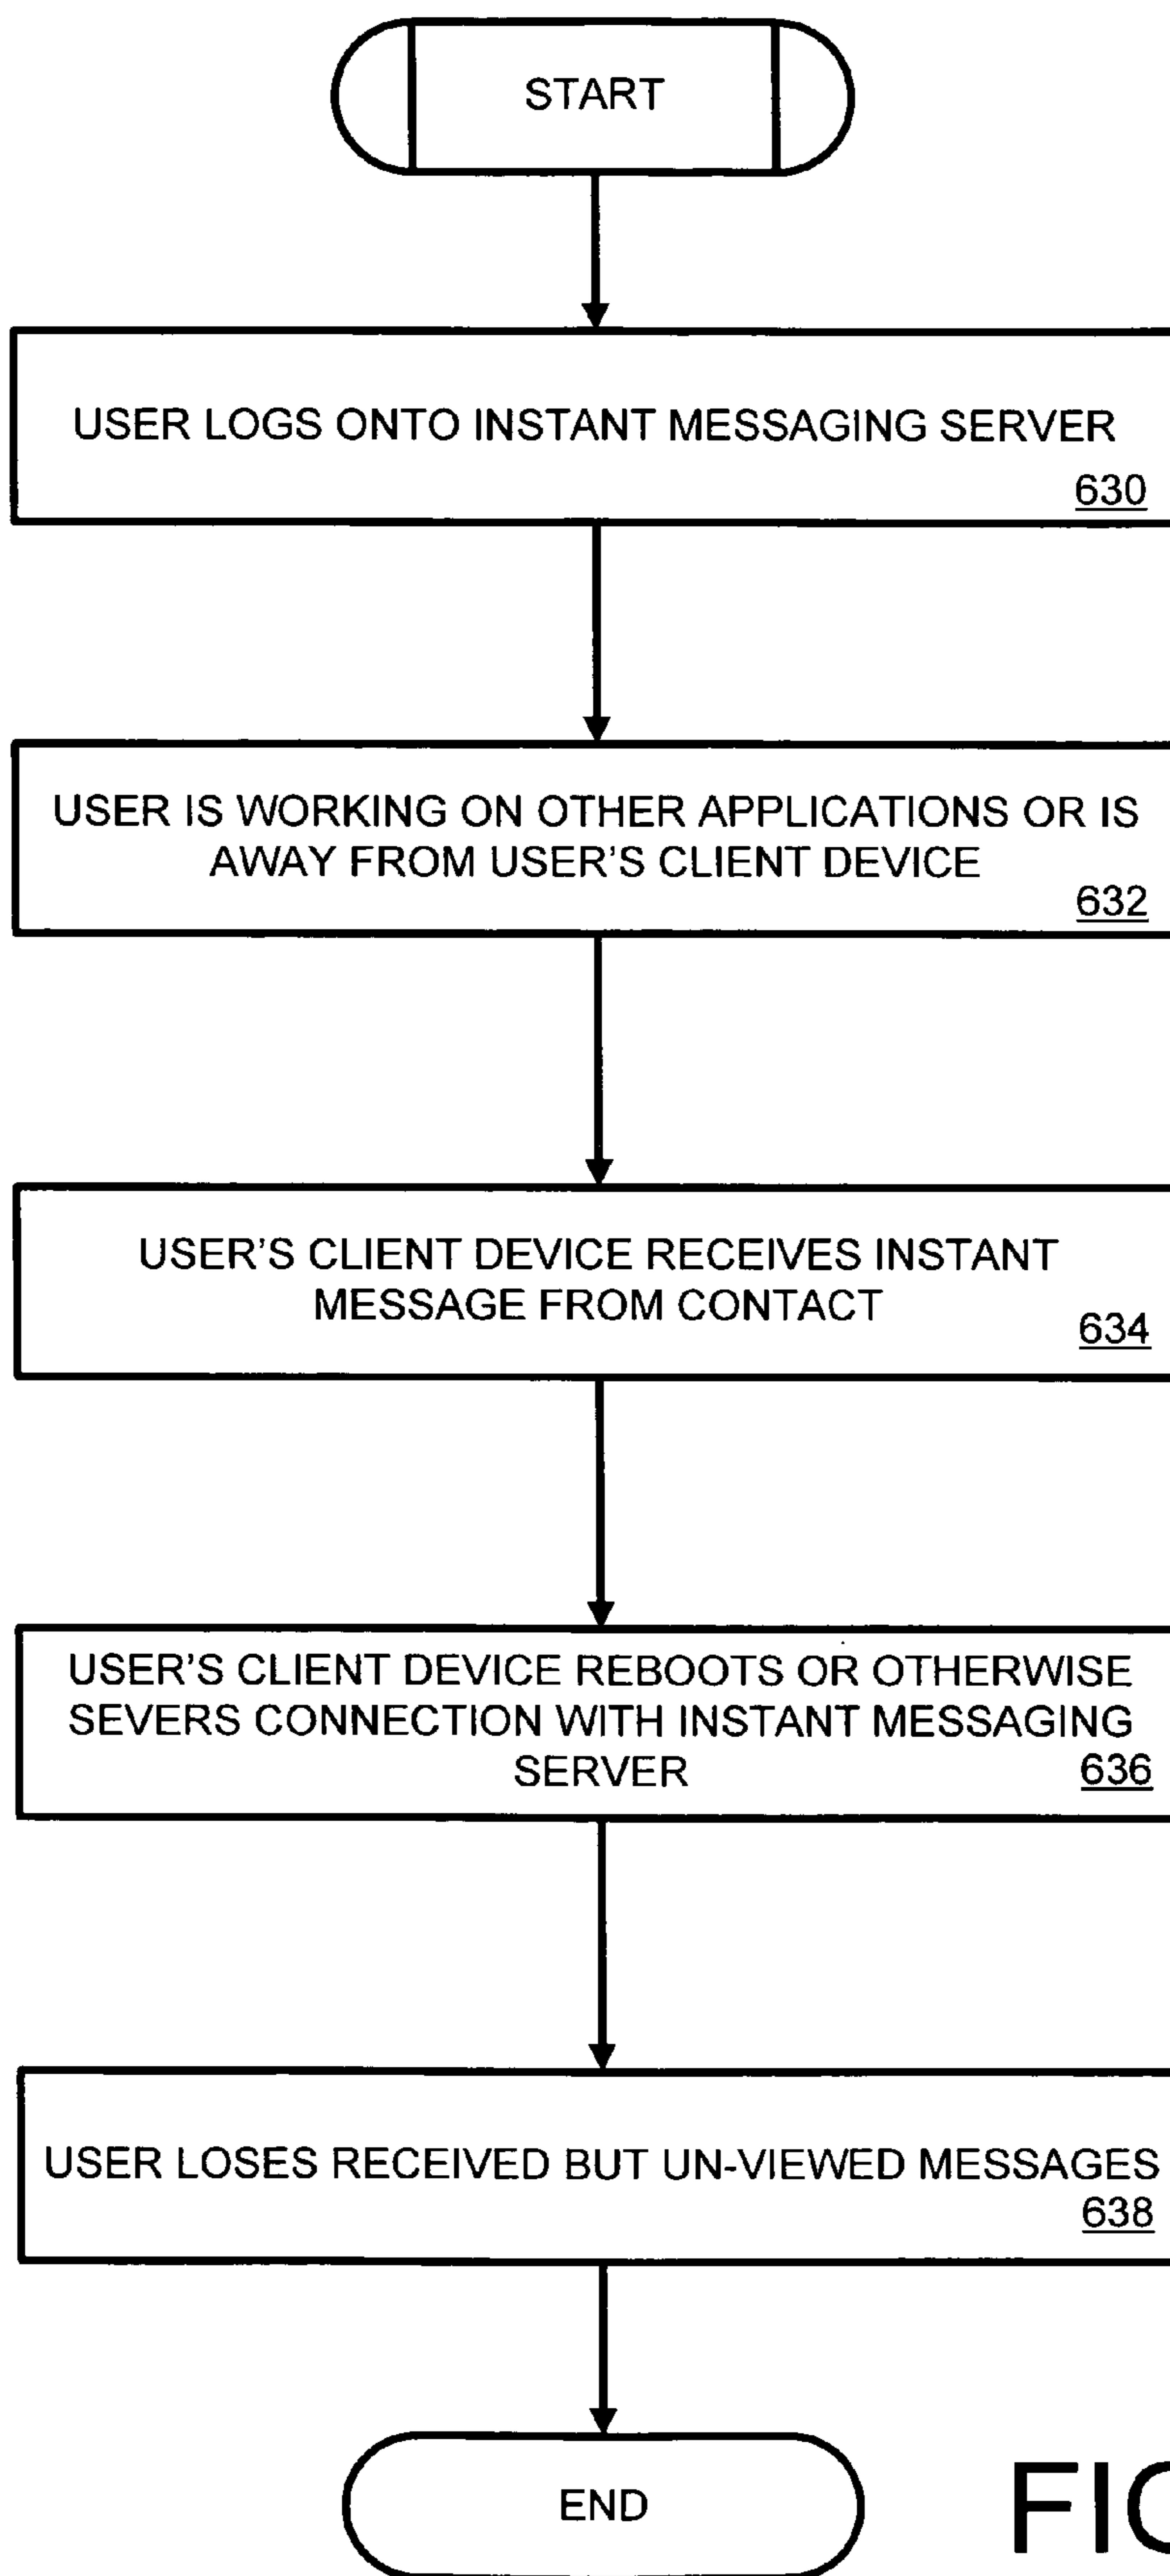 START
USER LOGS ONTO INSTANT MESSAGING SERVER
630
USER IS WORKING ON OTHER APPLICATIONS OR IS
AWAY FROM USER'S CLIENT DEVICE
632
USER'S CLIENT DEVICE RECEIVES INSTANT
MESSAGE FROM CONTACT
634
USER'S CLIENT DEVICE REBOOTS OR OTHERWISE
SEVERS CONNECTION WITH INSTANT MESSAGING
SERVER
636
USER LOSES RECEIVED BUT UN-VIEWED MESSAGES
638
END